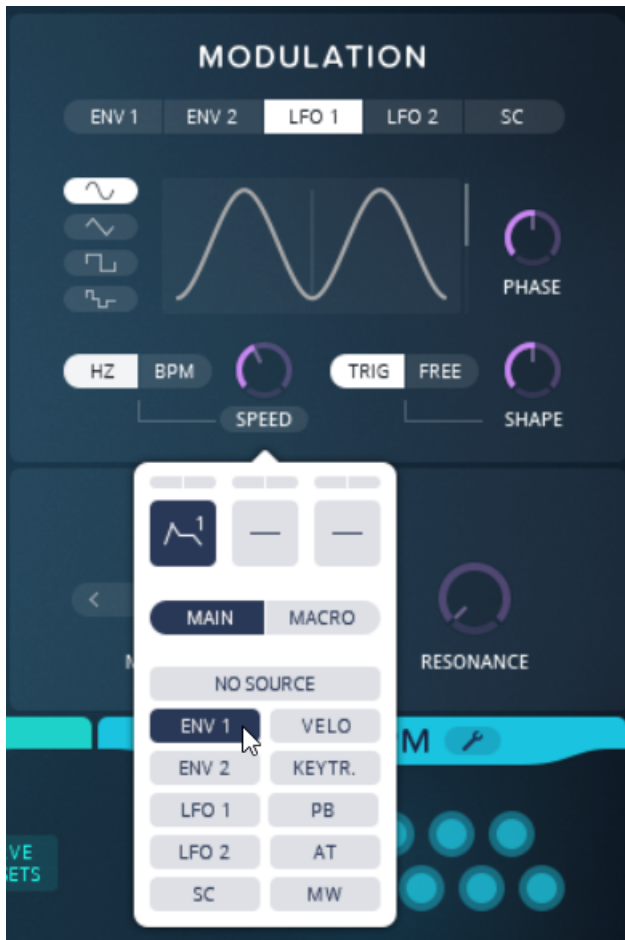 MODULATION
ENV 1 ENV 2 LFO 1 LFO 2 SC
PHASE
HZ BPM TRIG FREE
SPEED SHAPE
1
MAIN MACRO
RESONANCE
NO SOURCE
ENV 1 VELO
ENV 2 KEYTR.
LFO 1 PB
LFO 2 AT
SC MW